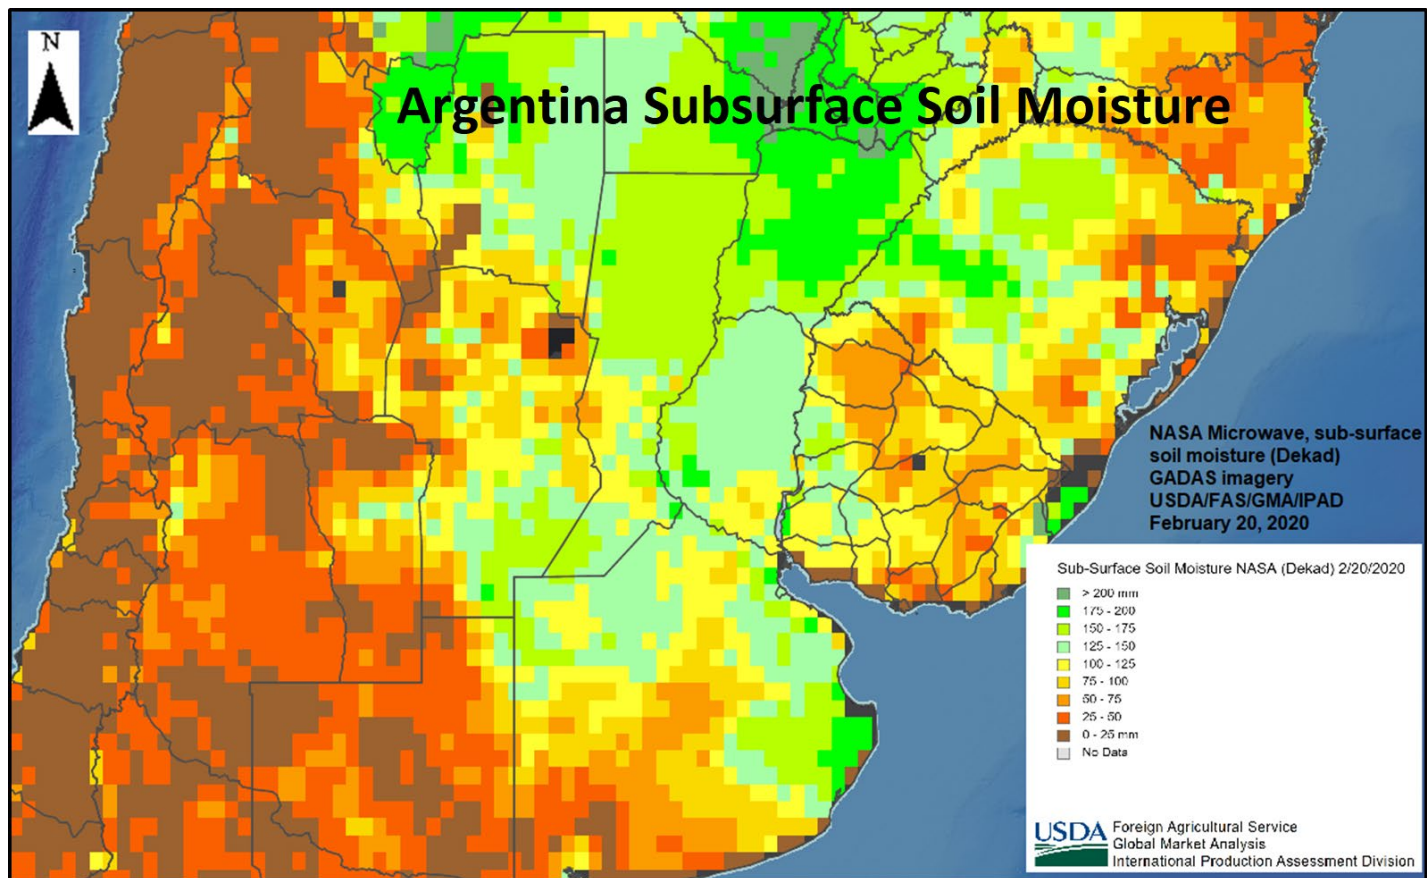 N
Argentina Subsurface Soil Moisture
NASA Microwave, sub-surface
soil moisture (Dekad)
GADAS imagery
USDA/FAS/GMA/IPAD
February 20, 2020
Sub-Surface Soil Moisture NASA (Dekad) 2/20/2020
> 200 mm
175 - 200
150 - 175
125 - 150
100 - 125
75 - 100
50 - 75
25 - 50
0 - 25 mm
No Data
USDA
Foreign Agricultural Service
Global Market Analysis
International Production Assessment Division